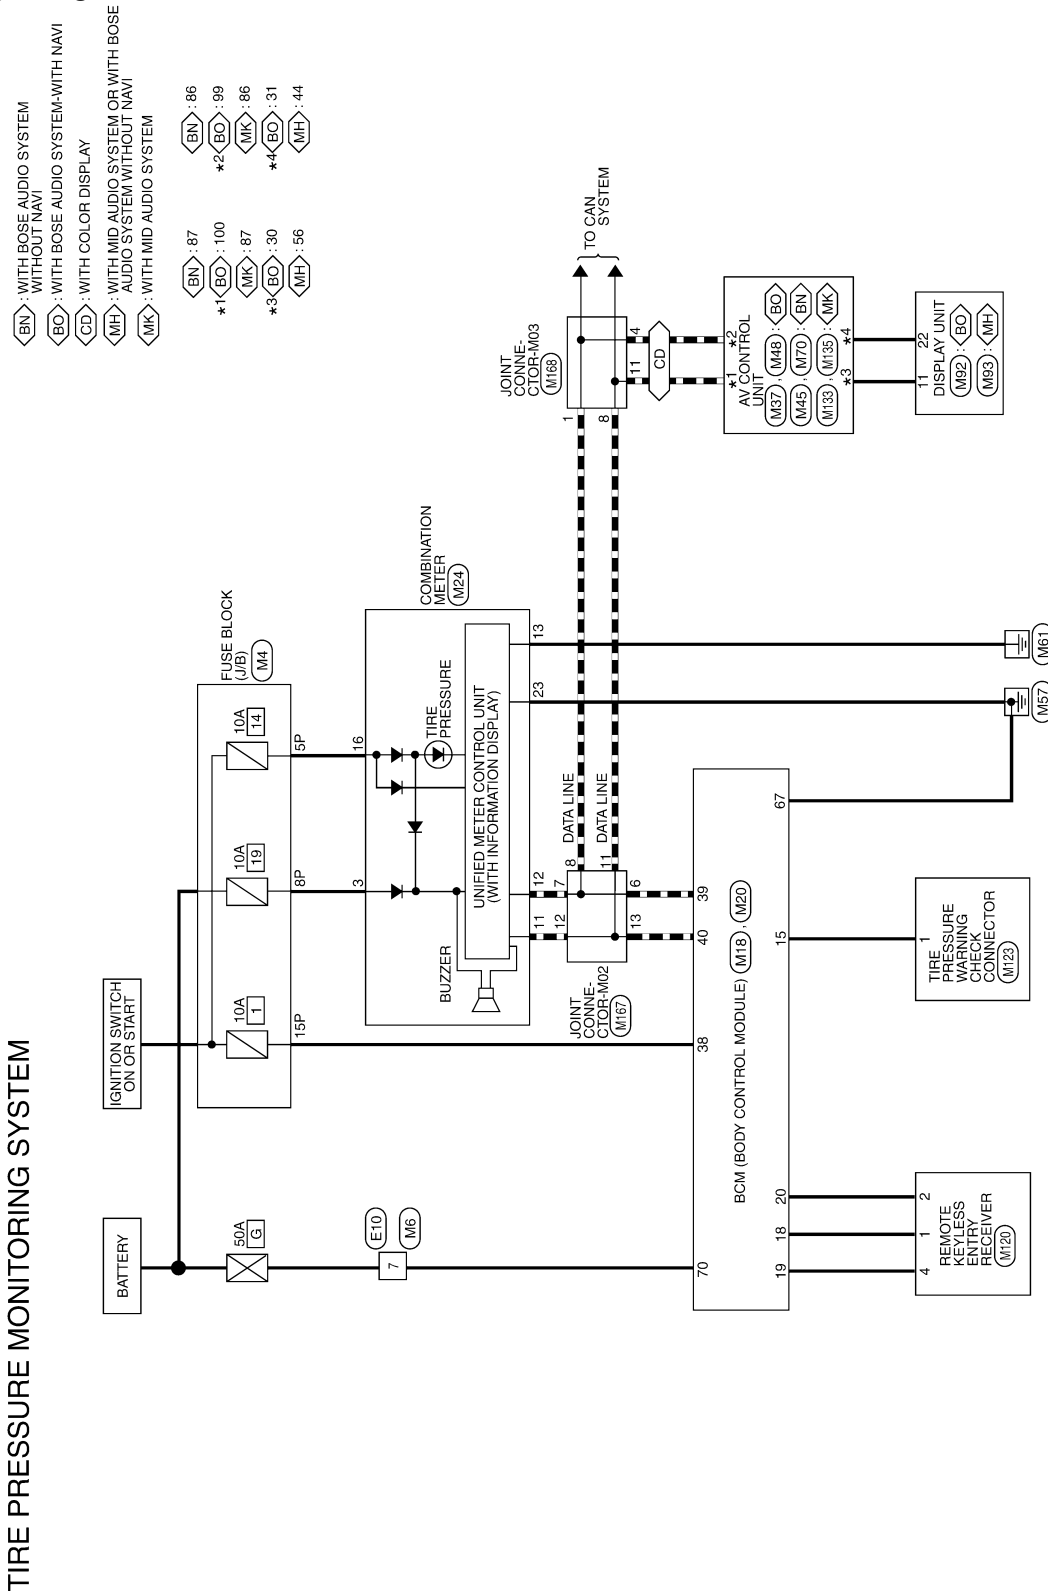 TIRE PRESSURE MONITORING SYSTEM
BN : WITH BOSE AUDIO SYSTEM
WITHOUT NAVI
BO : WITH BOSE AUDIO SYSTEM-WITH NAVI
CD : WITH COLOR DISPLAY
MH : WITH MID AUDIO SYSTEM OR WITH BOSE
AUDIO SYSTEM WITHOUT NAVI
MK : WITH MID AUDIO SYSTEM
BN : 87
*1 BO : 100
MK : 87
*3 BO : 30
MH : 56
BN : 86
*2 BO : 99
MK : 86
*4 BO : 31
MH : 44
BATTERY
IGNITION SWITCH
ON OR START
50A
G
10A
1
10A
19
10A
14
FUSE BLOCK
(J/B)
M4
15P
8P
5P
E10
7
M6
3
16
COMBINATION
METER
M24
TIRE
PRESSURE
BUZZER
UNIFIED METER CONTROL UNIT
(WITH INFORMATION DISPLAY)
11
12
23
13
JOINT
CONNE-
CTOR-M02
M167
12
7
8
11
13
6
DATA LINE
DATA LINE
JOINT
CONNE-
CTOR-M03
M168
1
8
11
4
TO CAN
SYSTEM
CD
*1
*2
AV CONTROL
UNIT
M37 , M48 : BO
M45 , M70 : BN
M133 , M135 : MK
*3
*4
11
22
DISPLAY UNIT
M92 : BO
M93 : MH
70
38
40
39
BCM (BODY CONTROL MODULE) M18 , M20
19
18
20
15
67
4
1
2
REMOTE
KEYLESS
ENTRY
RECEIVER
M120
1
TIRE
PRESSURE
WARNING
CHECK
CONNECTOR
M123
M57
M61